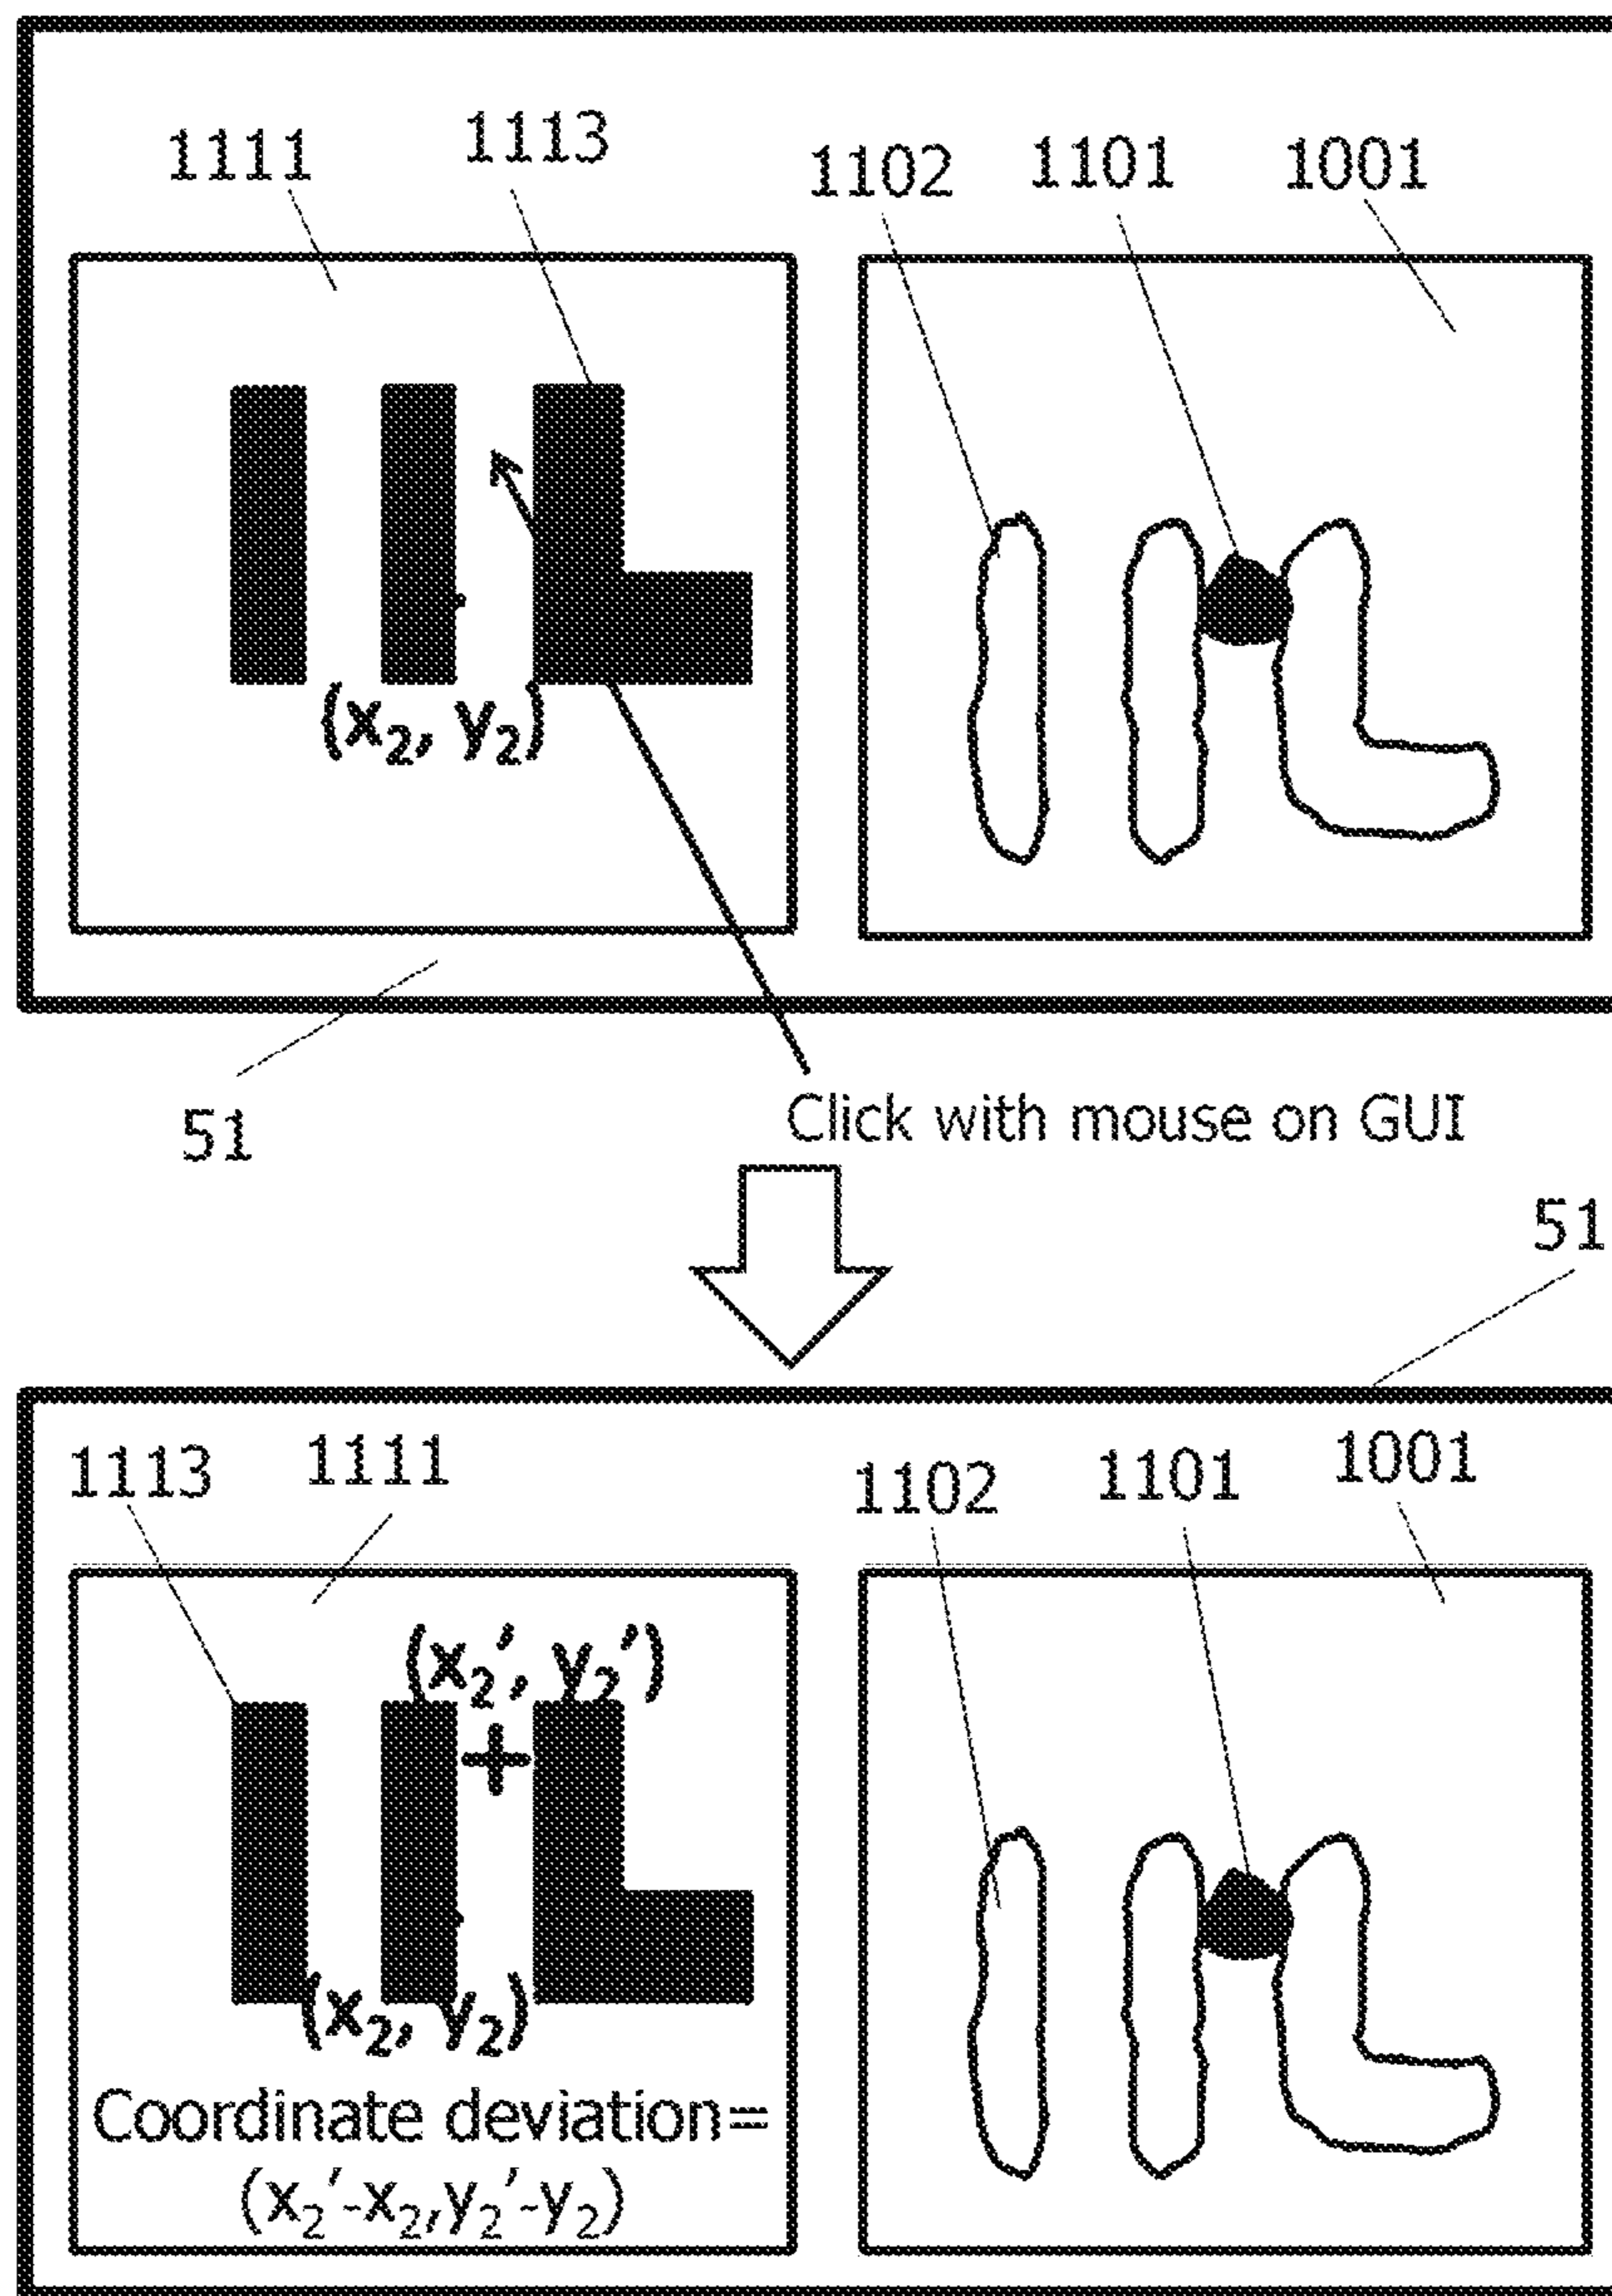 1111 1113 1102 1101 1001
(x₂, y₂)
51
Click with mouse on GUI
51
1113 1111 1102 1101 1001
(x₂′, y₂′)
(x₂, y₂)
Coordinate deviation=
(x₂′-x₂,y₂′-y₂)